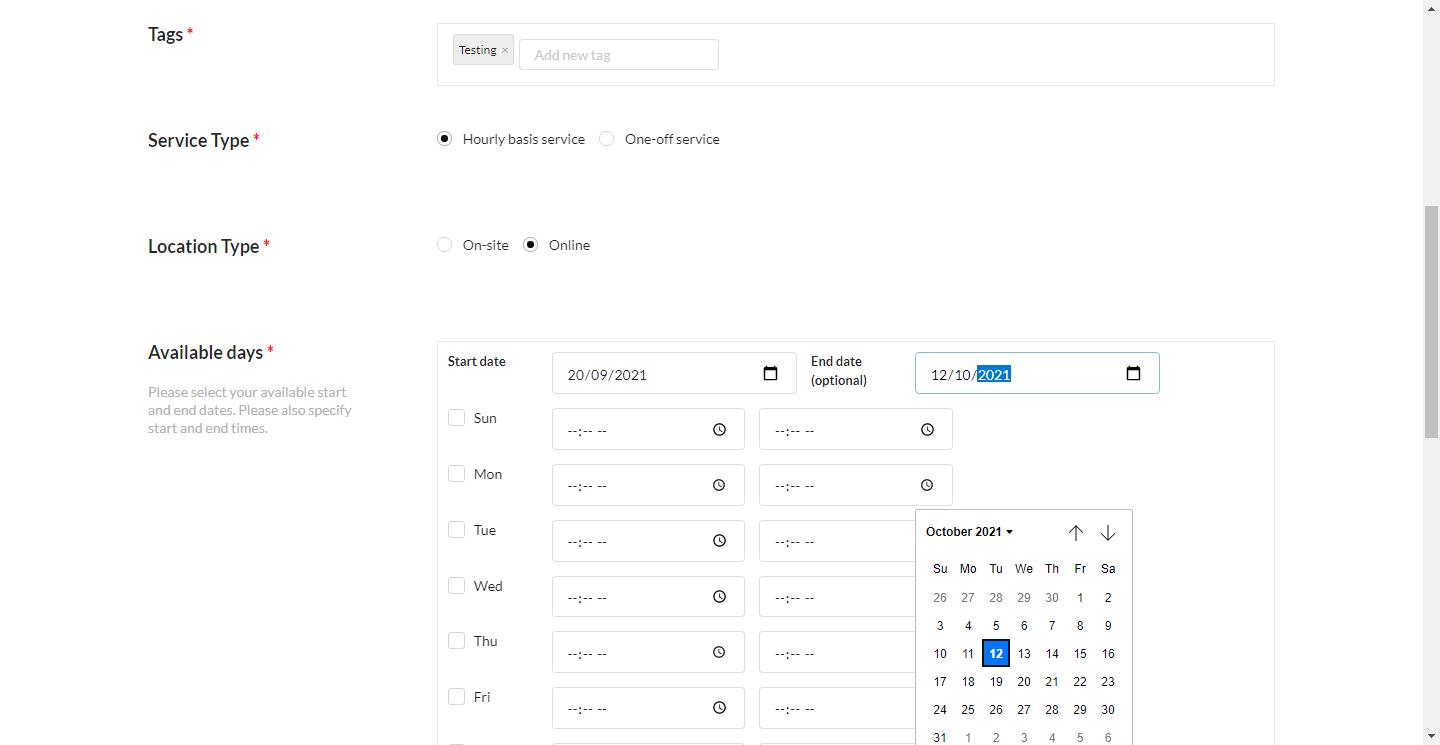 Tags *
Testing ×
Add new tag
Service Type *
Hourly basis service
One-off service
Location Type *
On-site
Online
Available days *
Please select your available start
and end dates. Please also specify
start and end times.
Start date
20/09/2021
End date
(optional)
12/10/2021
Sun
--:-- --
--:-- --
Mon
--:-- --
--:-- --
Tue
--:-- --
--:-- --
Wed
--:-- --
--:-- --
Thu
--:-- --
--:-- --
Fri
--:-- --
--:-- --
October 2021
Su Mo Tu We Th Fr Sa
26 27 28 29 30 1 2
3 4 5 6 7 8 9
10 11 12 13 14 15 16
17 18 19 20 21 22 23
24 25 26 27 28 29 30
31 1 2 3 4 5 6